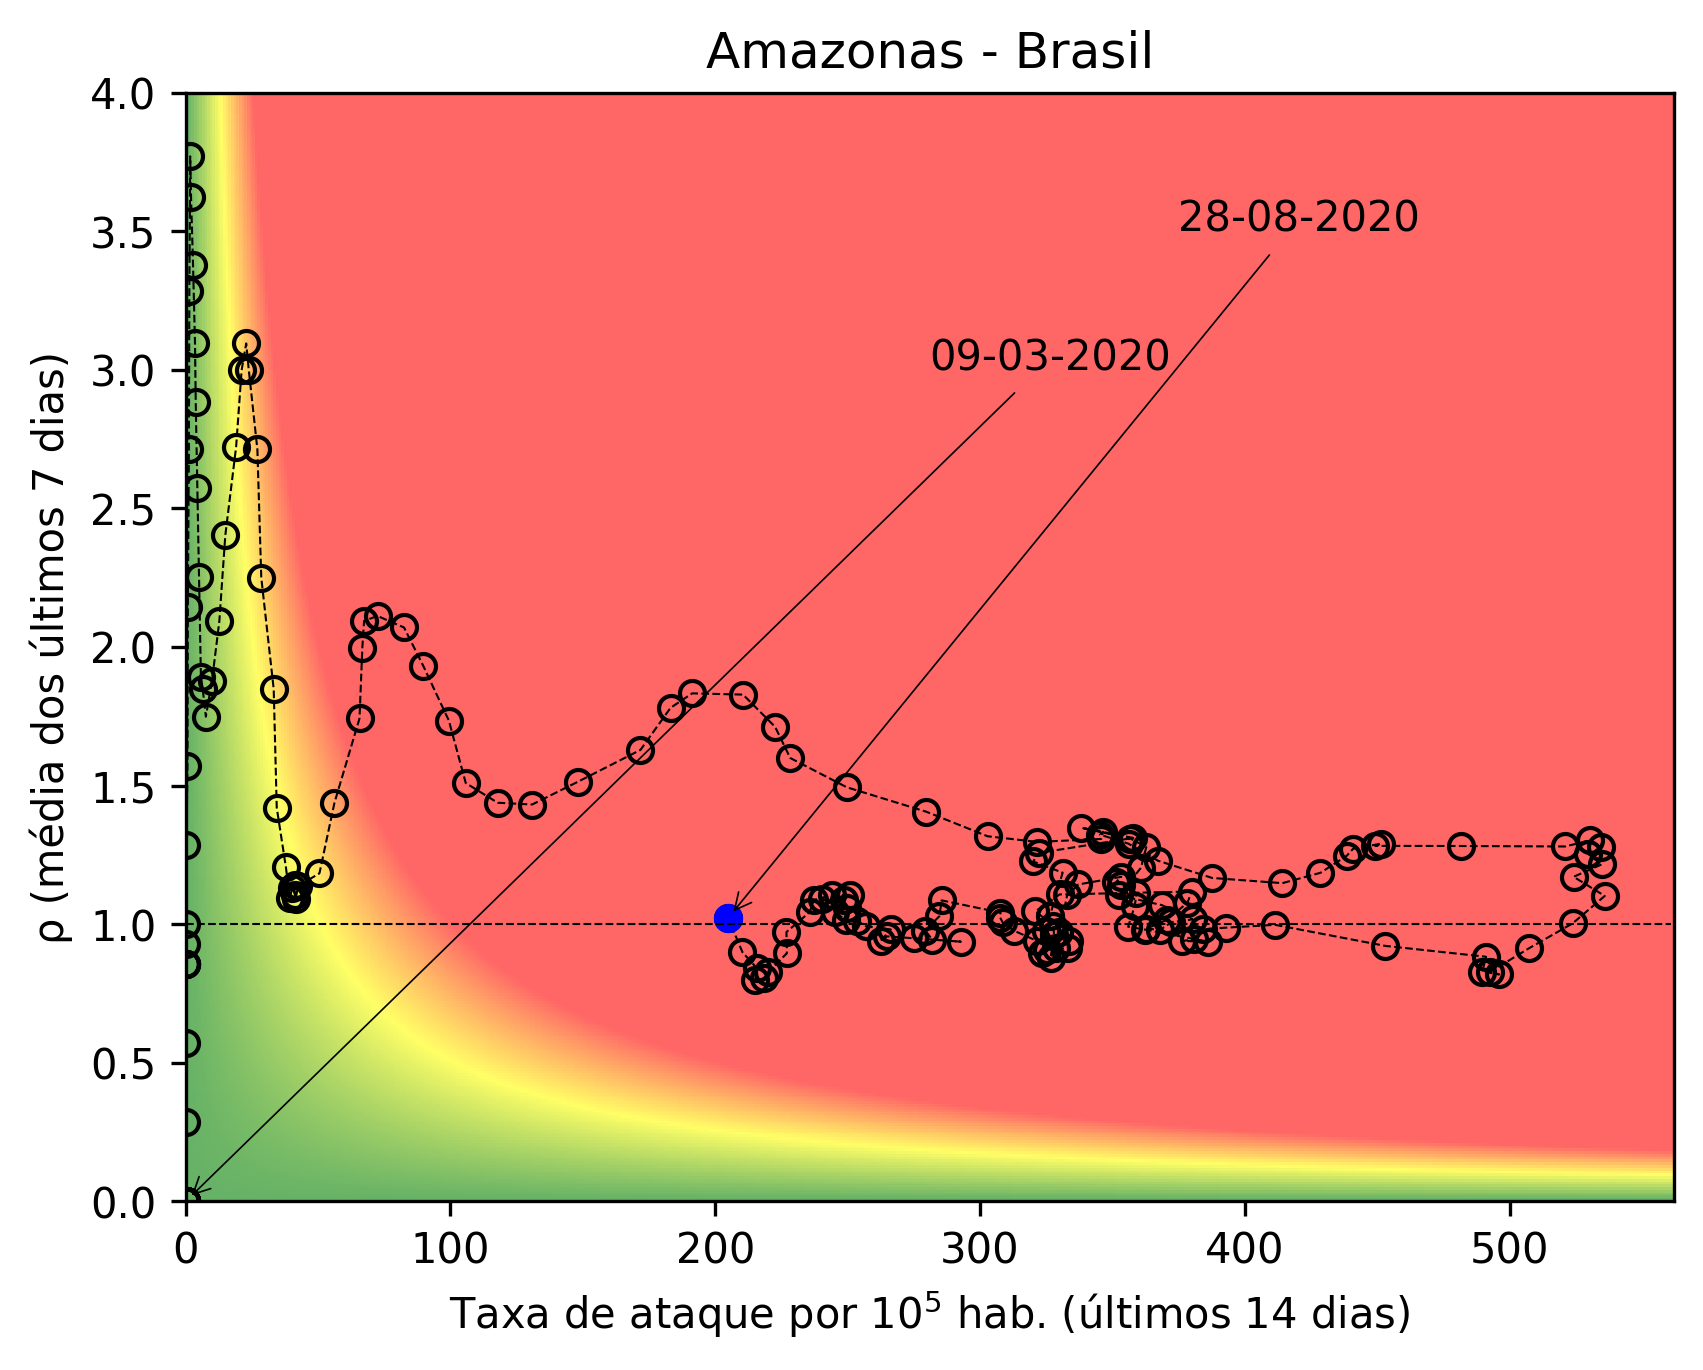 Amazonas - Brasil
4.0
3.5
3.0
2.5
2.0
1.5
1.0
0.5
0.0
ρ (média dos últimos 7 dias)
28-08-2020
09-03-2020
0 100 200 300 400 500
Taxa de ataque por 10⁵ hab. (últimos 14 dias)